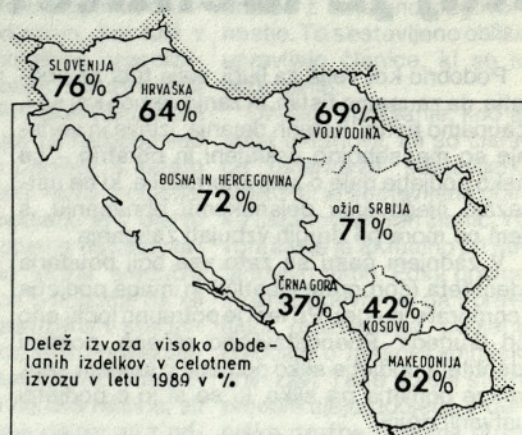 SLOVENIJA
76%
HRVAŠKA
64%
69%
VOJVODINA
BOSNA IN HERCEGOVINA
72%
ožja SRBIJA
71%
ČRNA GORA
37%
42%
KOSOVO
MAKEDONIJA
62%
Delež izvoza visoko obde-
lanih izdelkov v celotnem
izvozu v letu 1989 v %.